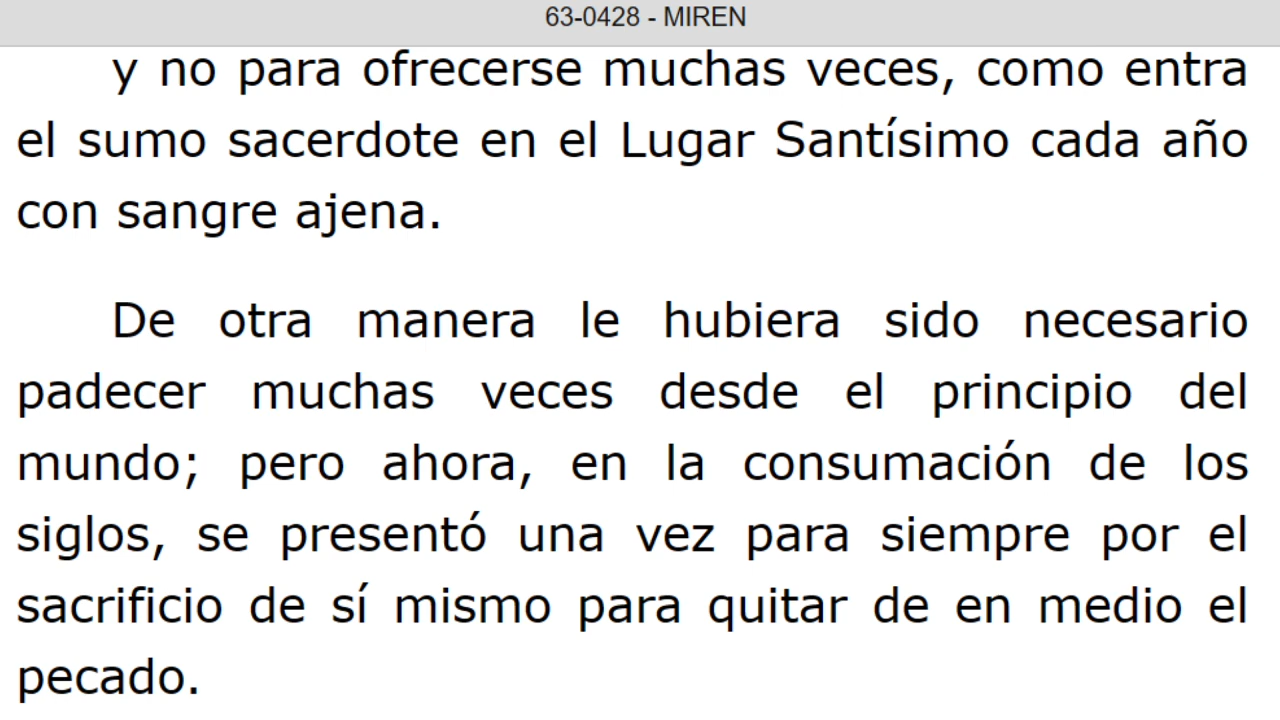 63-0428 - MIREN
y no para ofrecerse muchas veces, como entra
el sumo sacerdote en el Lugar Santísimo cada año
con sangre ajena.
De otra manera le hubiera sido necesario
padecer muchas veces desde el principio del
mundo; pero ahora, en la consumación de los
siglos, se presentó una vez para siempre por el
sacrificio de sí mismo para quitar de en medio el
pecado.